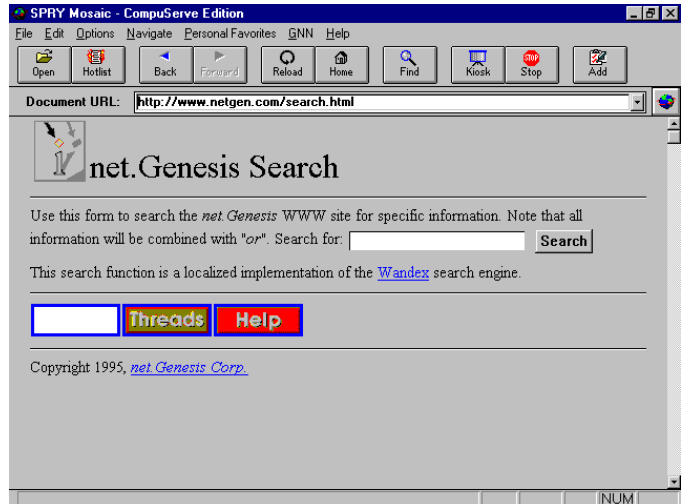 SPRY Mosaic - CompuServe Edition
File Edit Options Navigate Personal Favorites GNN Help
Open Hotlist Back Forward Reload Home Find Kiosk Stop Add
Document URL: http://www.netgen.com/search.html
net.Genesis Search
Use this form to search the net.Genesis WWW site for specific information. Note that all
information will be combined with "or". Search for: Search
This search function is a localized implementation of the Wandex search engine.
Threads Help
Copyright 1995, net.Genesis Corp.
NUM